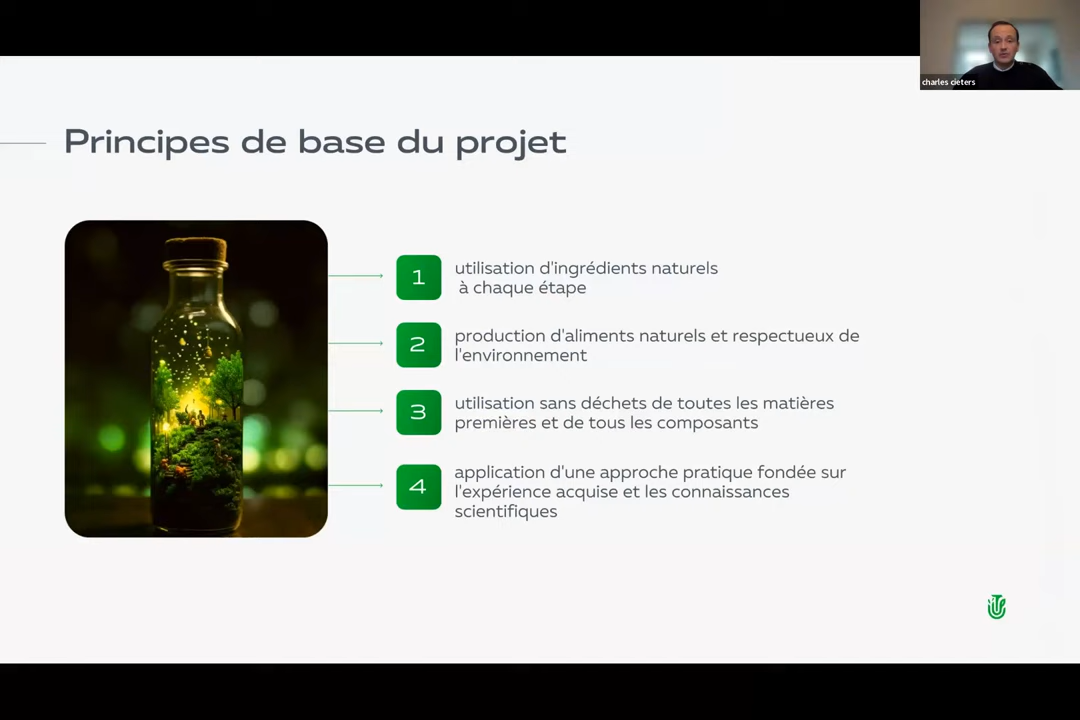 charles cieters
Principes de base du projet
1
utilisation d'ingrédients naturels
à chaque étape
2
production d'aliments naturels et respectueux de
l'environnement
3
utilisation sans déchets de toutes les matières
premières et de tous les composants
4
application d'une approche pratique fondée sur
l'expérience acquise et les connaissances
scientifiques